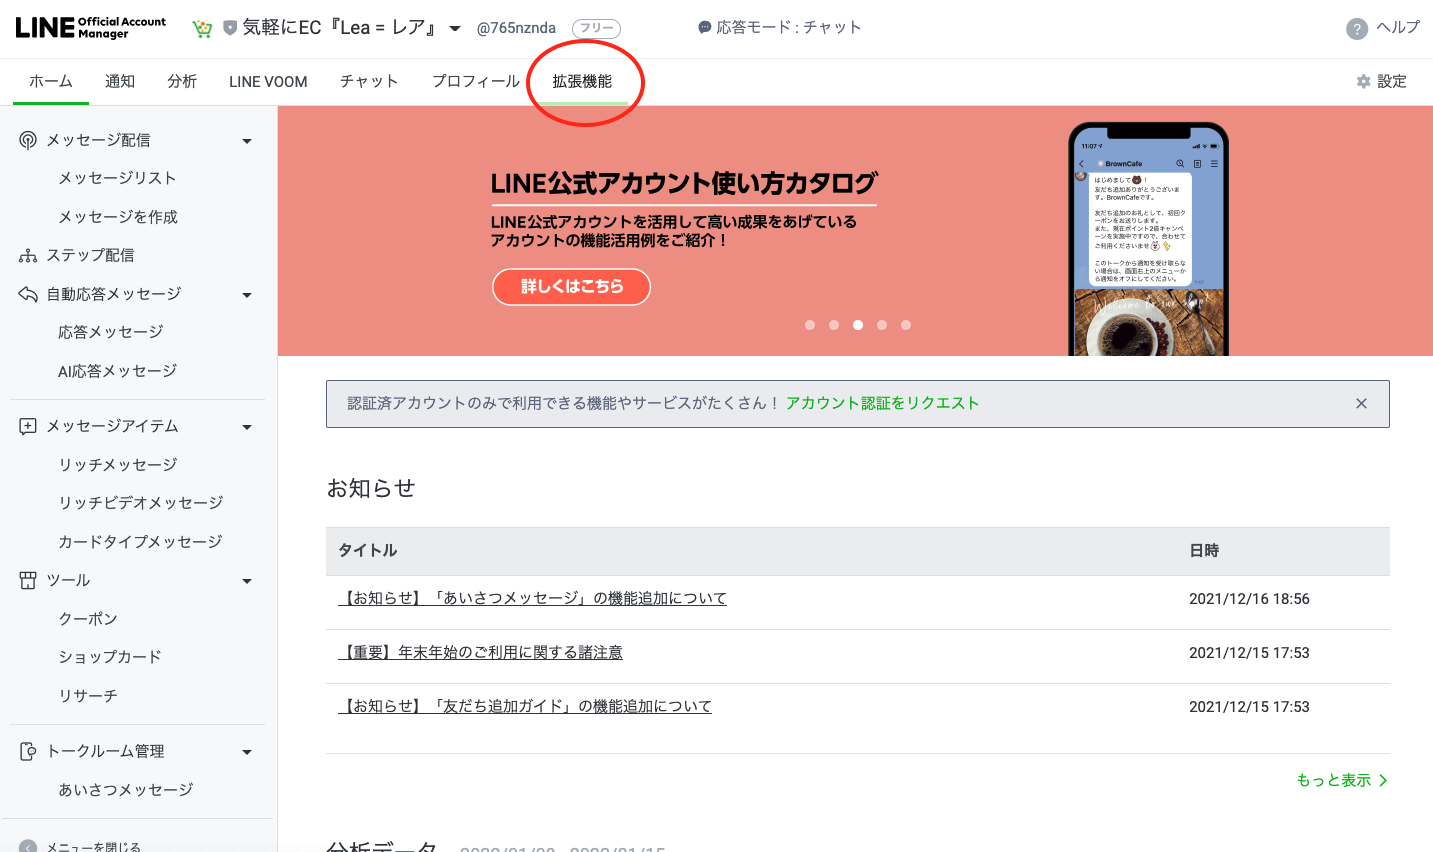 LINE Official Account Manager
気軽にEC『Lea = レア』
@765nznda
フリー
応答モード : チャット
? ヘルプ
ホーム 通知 分析 LINE VOOM チャット プロフィール 拡張機能
設定
メッセージ配信
メッセージリスト
メッセージを作成
ステップ配信
自動応答メッセージ
応答メッセージ
AI応答メッセージ
メッセージアイテム
リッチメッセージ
リッチビデオメッセージ
カードタイプメッセージ
ツール
クーポン
ショップカード
リサーチ
トークルーム管理
あいさつメッセージ
メニューを閉じる
LINE公式アカウント使い方カタログ
LINE公式アカウントを活用して高い成果をあげている
アカウントの機能活用例をご紹介！
詳しくはこちら
11:07
BrownCafe
はじめまして！
友だち追加ありがとうございま
す。BrownCafeです。
友だち追加のお礼として、初回ク
ーポンをお送りします。
また、現在ポイント2倍キャンペ
ーンを実施中ですので、合わせて
ご利用くださいませ
このトークから通知を受け取らな
い場合は、画面右上のメニューか
ら通知をオフにしてください。
Welcome to our shop!
認証済アカウントのみで利用できる機能やサービスがたくさん！ アカウント認証をリクエスト
お知らせ
タイトル 日時
【お知らせ】「あいさつメッセージ」の機能追加について 2021/12/16 18:56
【重要】年末年始のご利用に関する諸注意 2021/12/15 17:53
【お知らせ】「友だち追加ガイド」の機能追加について 2021/12/15 17:53
もっと表示
分析データ